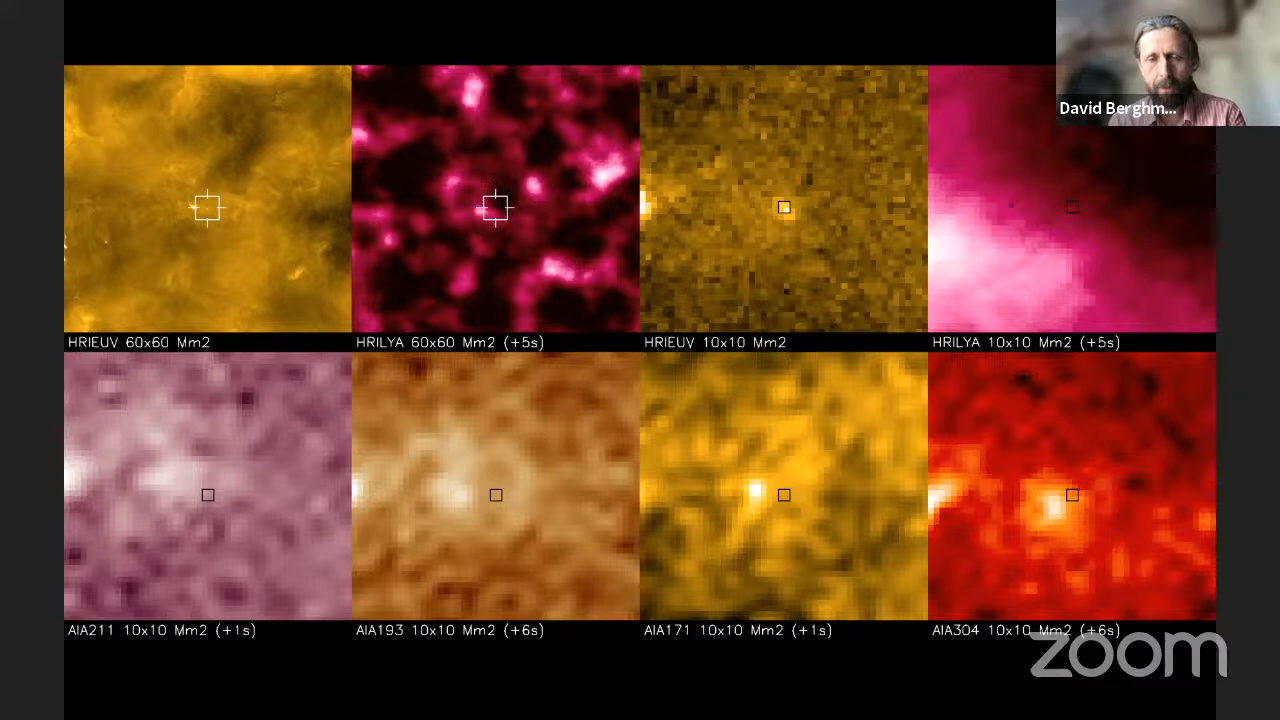 David Berghm...
HRIEUV 60x60 Mm2
HRILYA 60x60 Mm2 (+5s)
HRIEUV 10x10 Mm2
HRILYA 10x10 Mm2 (+5s)
AIA211 10x10 Mm2 (+1s)
AIA193 10x10 Mm2 (+6s)
AIA171 10x10 Mm2 (+1s)
AIA304 10x10 Mm2 (+6s)
zoom